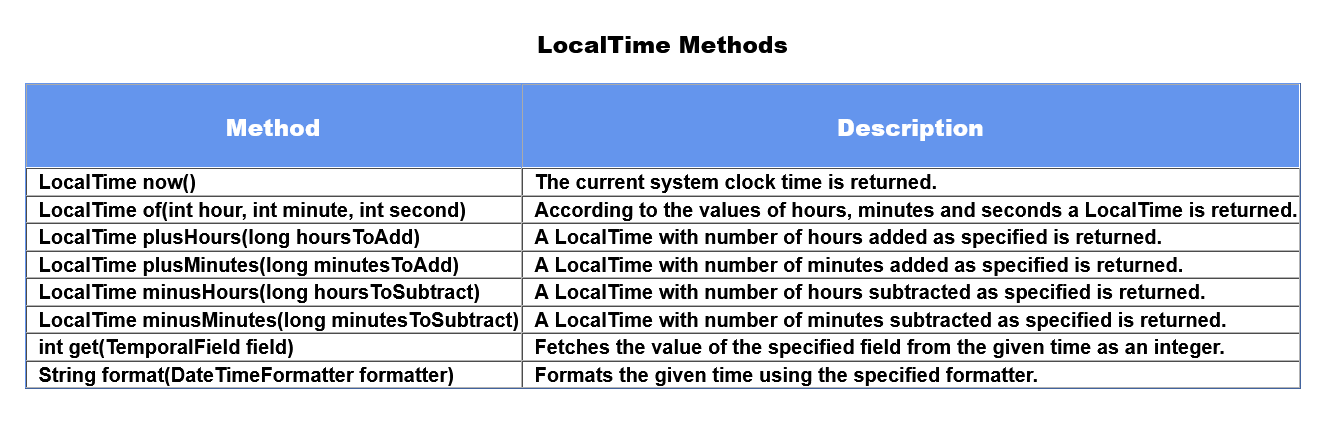 LocalTime Methods
Method Description
LocalTime now() The current system clock time is returned.
LocalTime of(int hour, int minute, int second) According to the values of hours, minutes and seconds a LocalTime is returned.
LocalTime plusHours(long hoursToAdd) A LocalTime with number of hours added as specified is returned.
LocalTime plusMinutes(long minutesToAdd) A LocalTime with number of minutes added as specified is returned.
LocalTime minusHours(long hoursToSubtract) A LocalTime with number of hours subtracted as specified is returned.
LocalTime minusMinutes(long minutesToSubtract) A LocalTime with number of minutes subtracted as specified is returned.
int get(TemporalField field) Fetches the value of the specified field from the given time as an integer.
String format(DateTimeFormatter formatter) Formats the given time using the specified formatter.